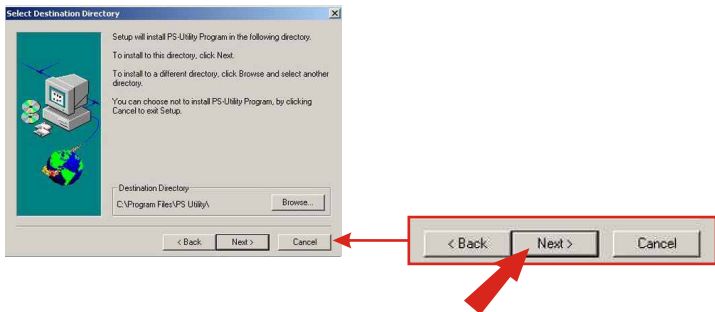 Select Destination Directory
Setup will install PS-Utility Program in the following directory.
To install to this directory, click Next.
To install to a different directory, click Browse and select another
directory.
You can choose not to install PS-Utility Program, by clicking
Cancel to exit Setup.
Destination Directory
C:\Program Files\PS Utility\
Browse...
< Back
Next >
Cancel
< Back
Next >
Cancel